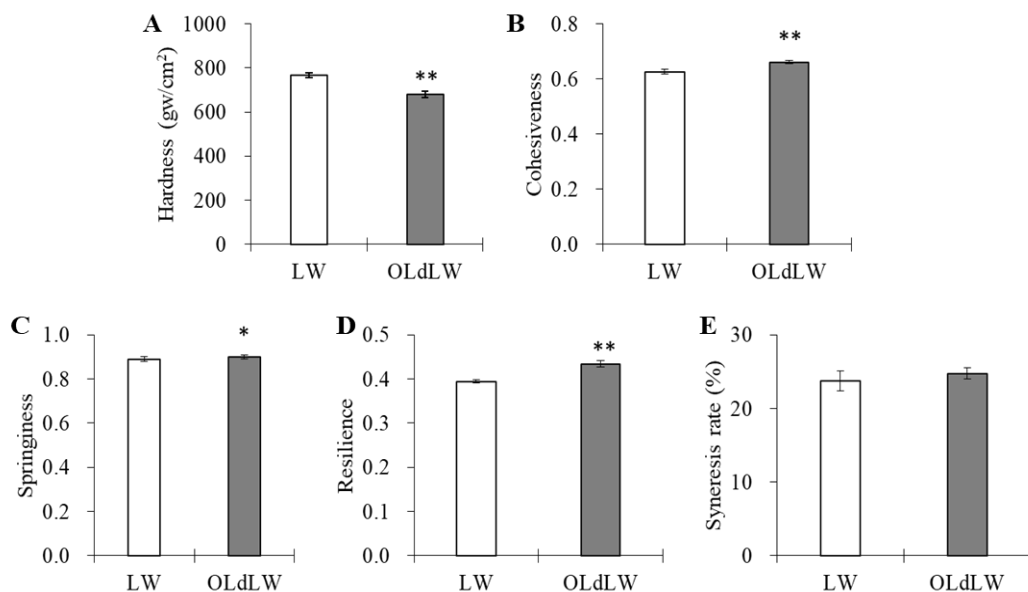 A
Hardness (gw/cm²)
1000
800
600
400
200
0
**
LW
OLdLW
B
Cohesiveness
0.8
0.6
0.4
0.2
0.0
**
LW
OLdLW
C
Springiness
1.0
0.8
0.6
0.4
0.2
0.0
*
LW
OLdLW
D
Resilience
0.5
0.4
0.3
0.2
0.1
0.0
**
LW
OLdLW
E
Syneresis rate (%)
30
20
10
0
LW
OLdLW